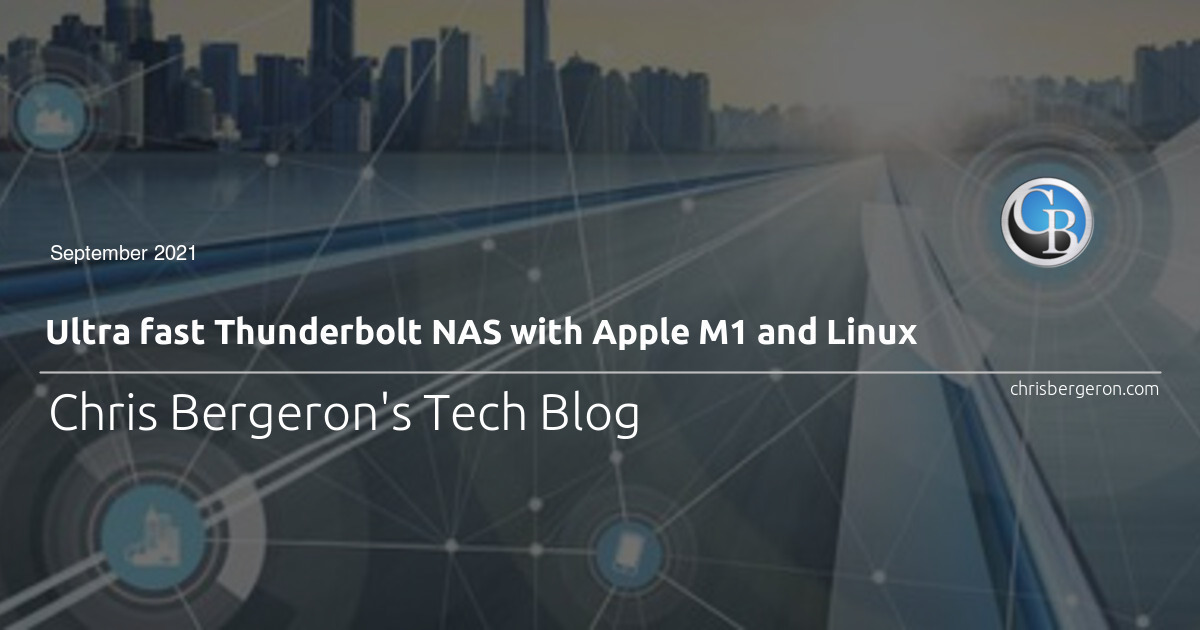 CB
September 2021
Ultra fast Thunderbolt NAS with Apple M1 and Linux
chrisbergeron.com
Chris Bergeron's Tech Blog